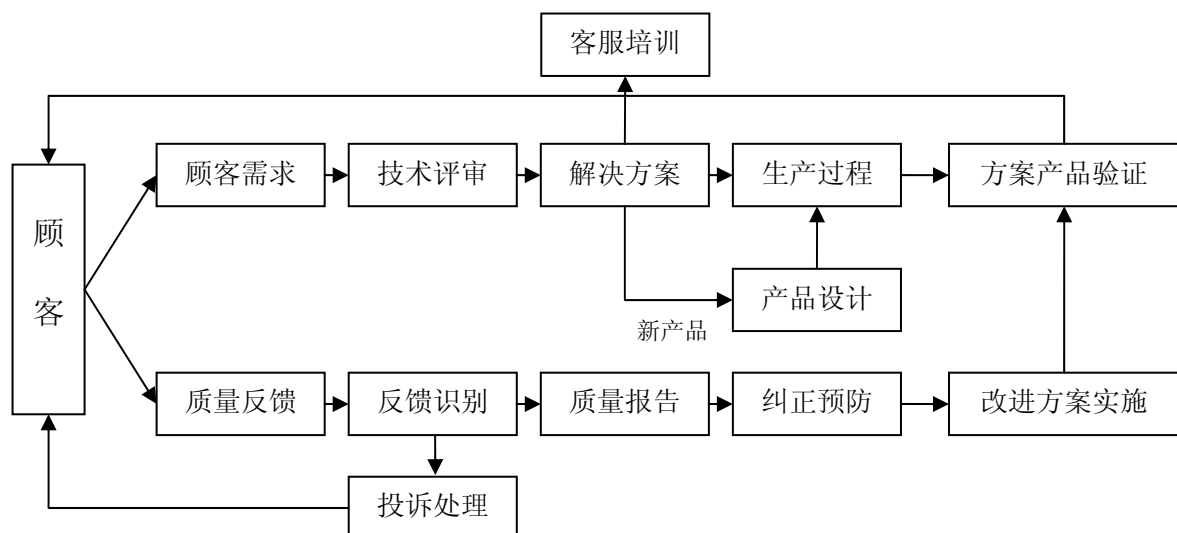 客服培训
顾客需求
技术评审
解决方案
生产过程
方案产品验证
顾客
产品设计
新产品
质量反馈
反馈识别
质量报告
纠正预防
改进方案实施
投诉处理